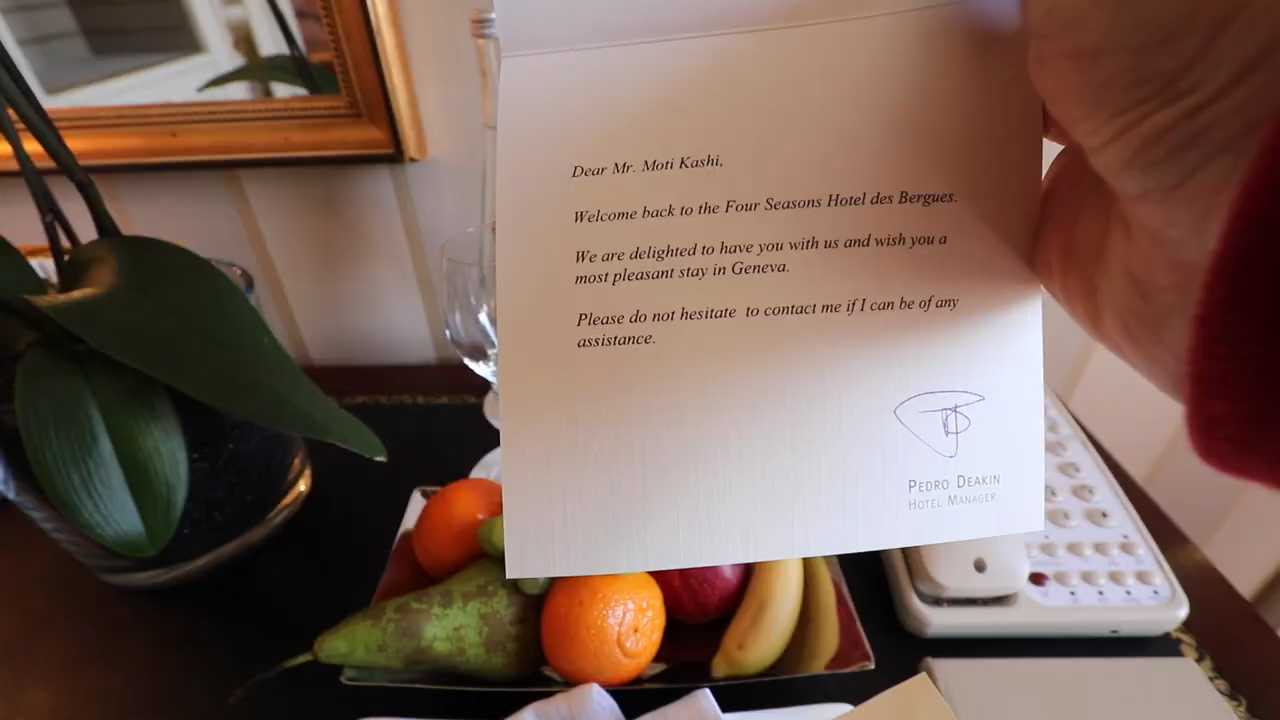 Dear Mr. Moti Kashi,
Welcome back to the Four Seasons Hotel des Bergues.
We are delighted to have you with us and wish you a
most pleasant stay in Geneva.
Please do not hesitate to contact me if I can be of any
assistance.
PEDRO DEAKIN
HOTEL MANAGER